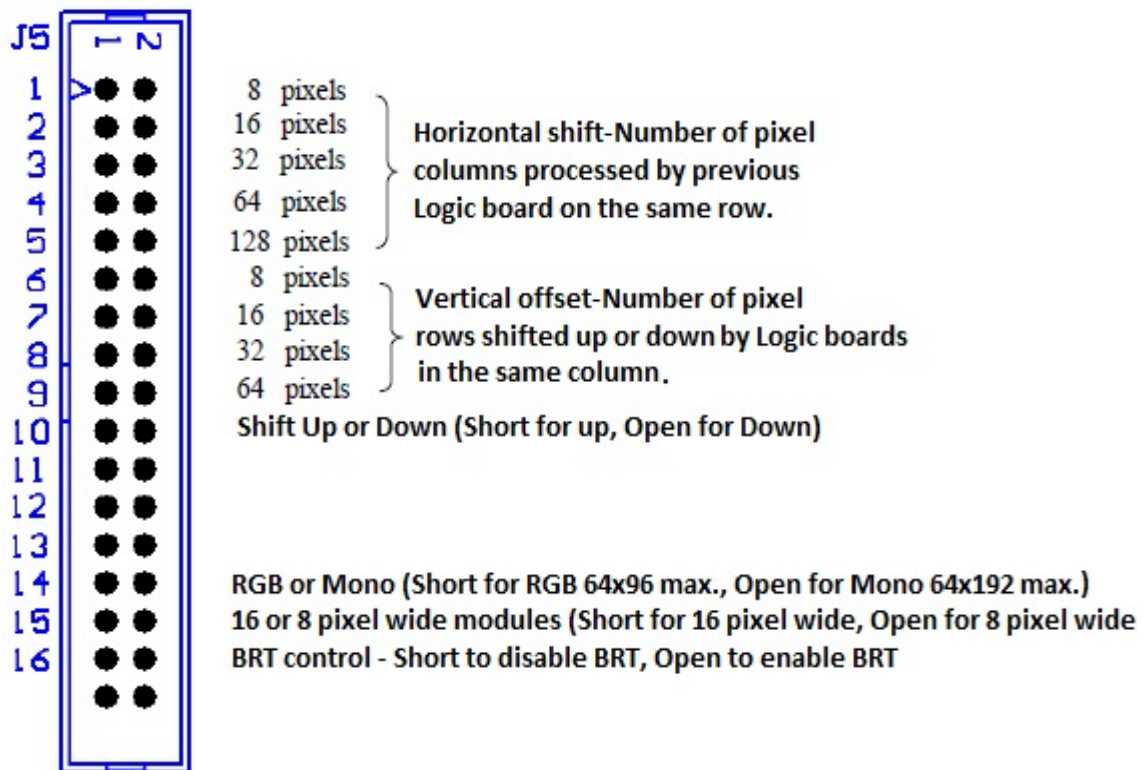 J5 1 2
1 8 pixels
2 16 pixels Horizontal shift-Number of pixel
3 32 pixels columns processed by previous
4 64 pixels Logic board on the same row.
5 128 pixels
6 8 pixels
7 16 pixels Vertical offset-Number of pixel
rows shifted up or down by Logic boards
8 32 pixels
in the same column.
9 64 pixels
10 Shift Up or Down (Short for up, Open for Down)
11
12
13
14 RGB or Mono (Short for RGB 64x96 max., Open for Mono 64x192 max.)
15 16 or 8 pixel wide modules (Short for 16 pixel wide, Open for 8 pixel wide
16 BRT control - Short to disable BRT, Open to enable BRT